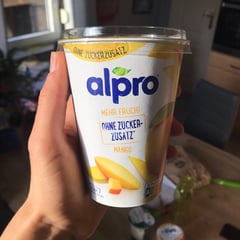 OHNE ZUCKERZUSATZ
alpro
MEHR FRUCHT
OHNE ZUCKER-
ZUSATZ*
MANGO